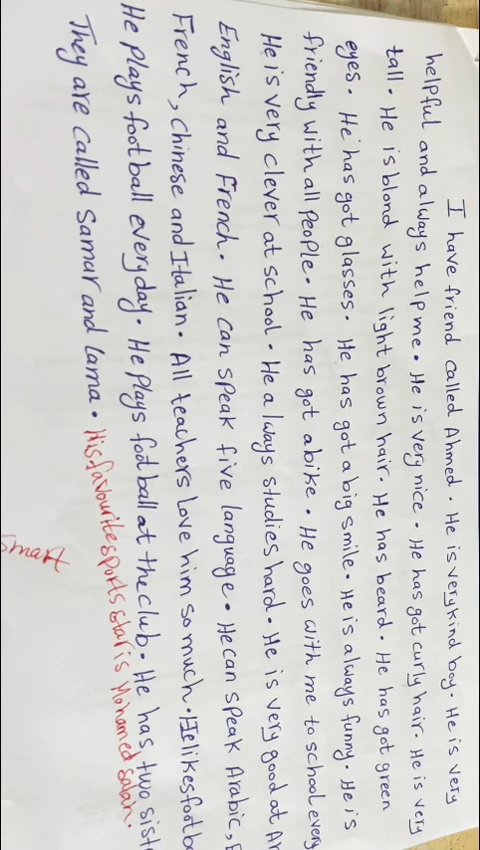 I have friend called Ahmed. He is verykind boy. He is very
helpful and always help me. He is very nice. He has got curly hair. He is very
tall. He is blond with light brown hair. He has beard. He has got green
eyes. He has got glasses. He has got a big smile. He is always funny. He is
friendly with all people. He has got abike. He goes with me to school every
He is very clever at school. He always studies hard. He is very good at Ar
English and French. He can speak five language. He can speak Arabic, E
French, Chinese and Italian. All teachers Love him so much. He likes footba
He Plays football everyday. He Plays football at the club. He has two sist
They are called Samar and Lama. His favourite sports star is Mohamed Salah.
Smart